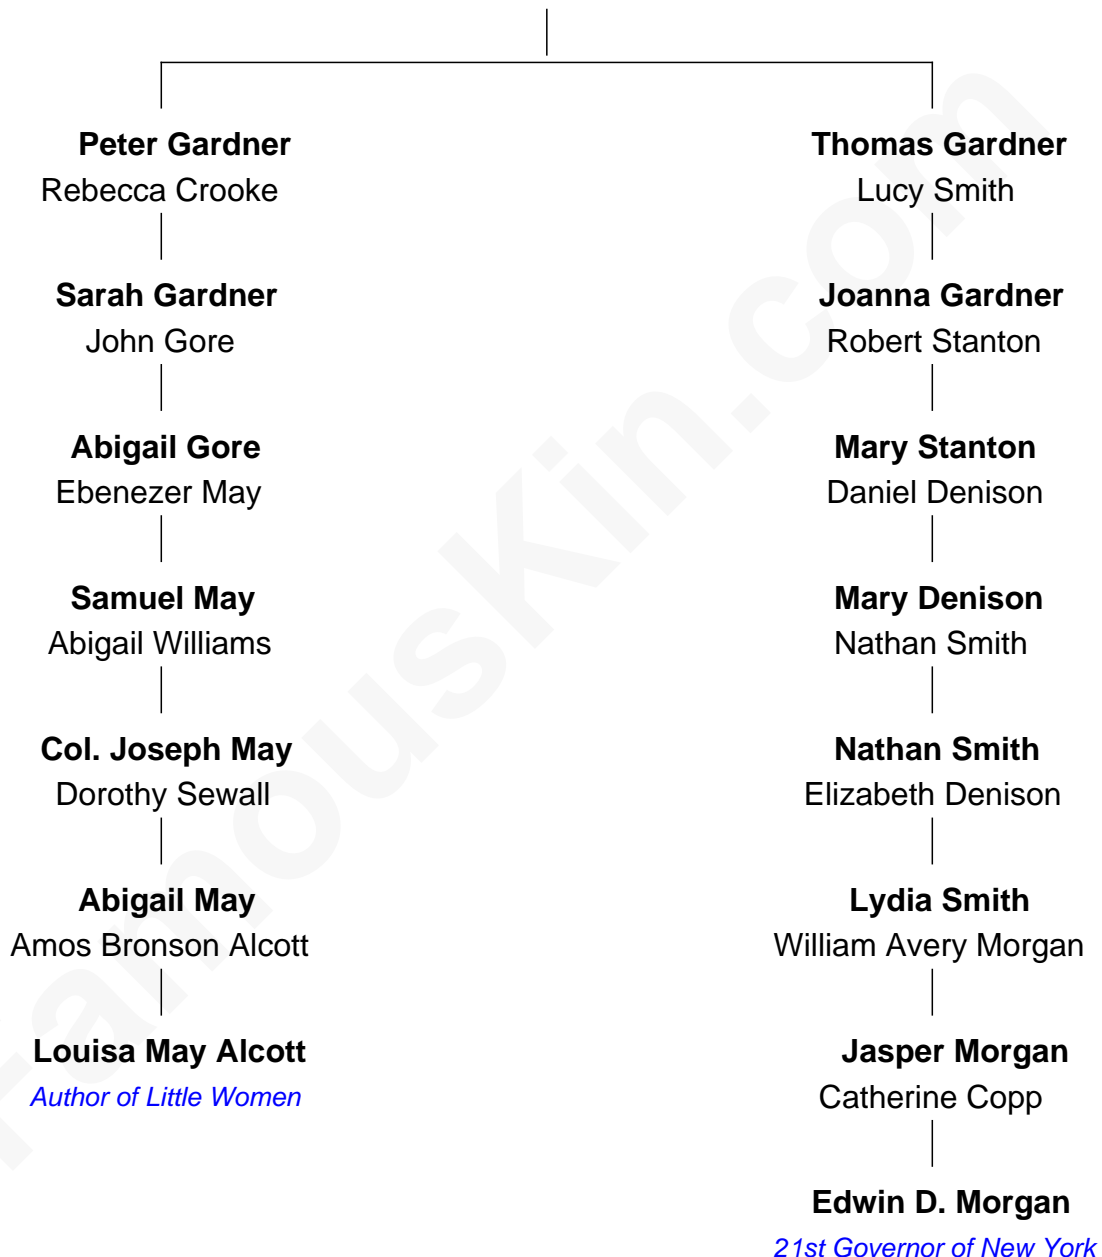 Peter Gardner
Rebecca Crooke
Sarah Gardner
John Gore
Abigail Gore
Ebenezer May
Samuel May
Abigail Williams
Col. Joseph May
Dorothy Sewall
Abigail May
Amos Bronson Alcott
Louisa May Alcott
Author of Little Women
Thomas Gardner
Lucy Smith
Joanna Gardner
Robert Stanton
Mary Stanton
Daniel Denison
Mary Denison
Nathan Smith
Nathan Smith
Elizabeth Denison
Lydia Smith
William Avery Morgan
Jasper Morgan
Catherine Copp
Edwin D. Morgan
21st Governor of New York
FamousKin.com